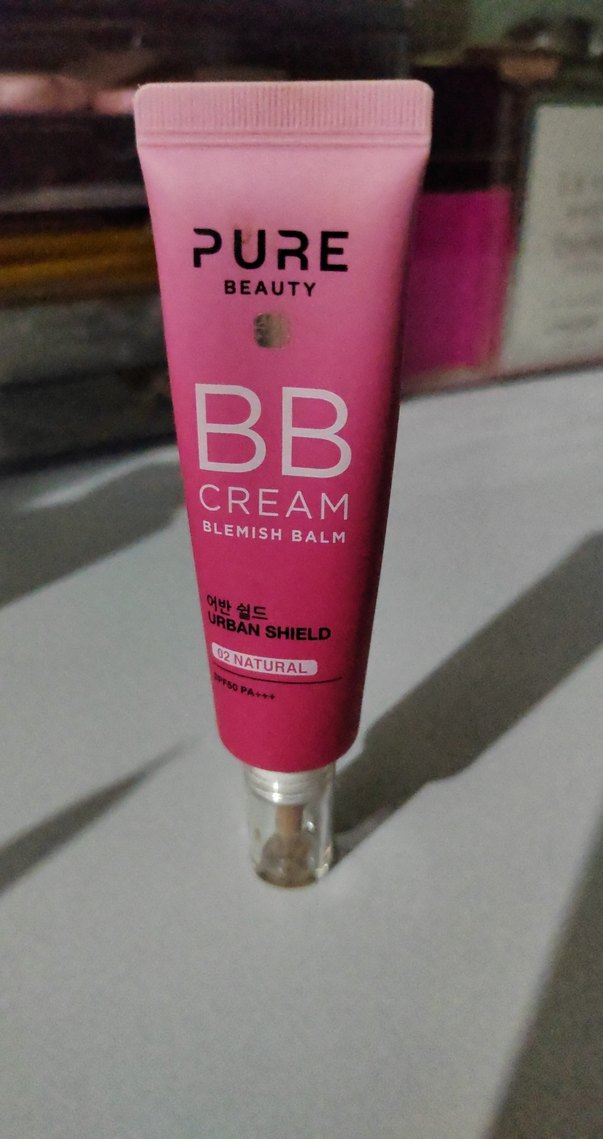 PURE
BEAUTY
BB
CREAM
BLEMISH BALM
어반 쉴드
URBAN SHIELD
02 NATURAL
SPF50 PA+++